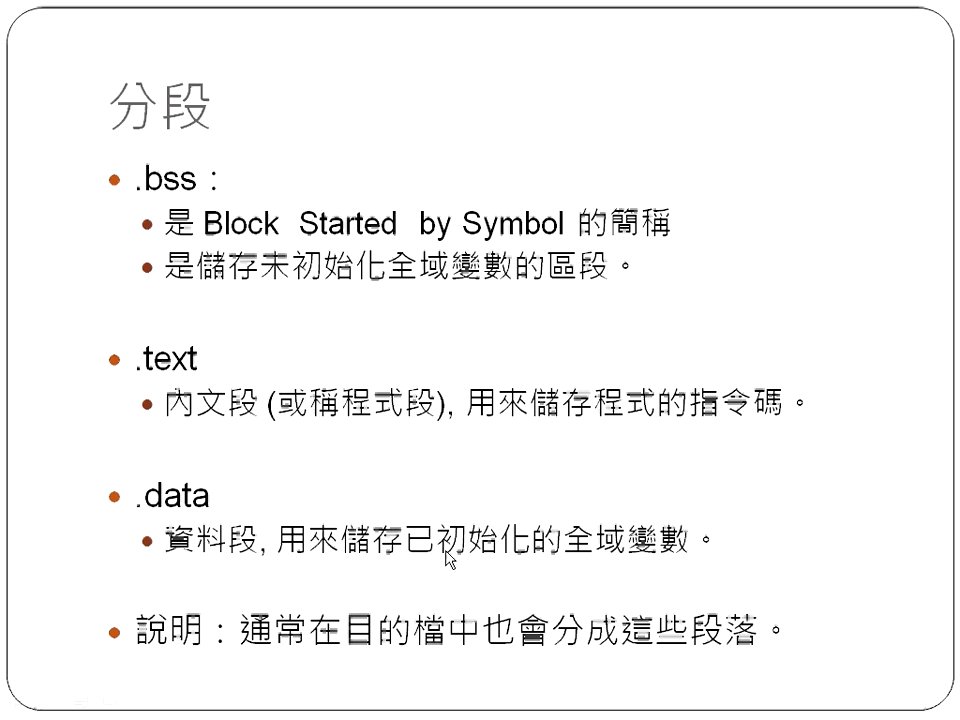 分段
.bss：
是 Block Started by Symbol 的簡稱
是儲存未初始化全域變數的區段。
.text
內文段 (或稱程式段), 用來儲存程式的指令碼。
.data
資料段, 用來儲存已初始化的全域變數。
說明：通常在目的檔中也會分成這些段落。